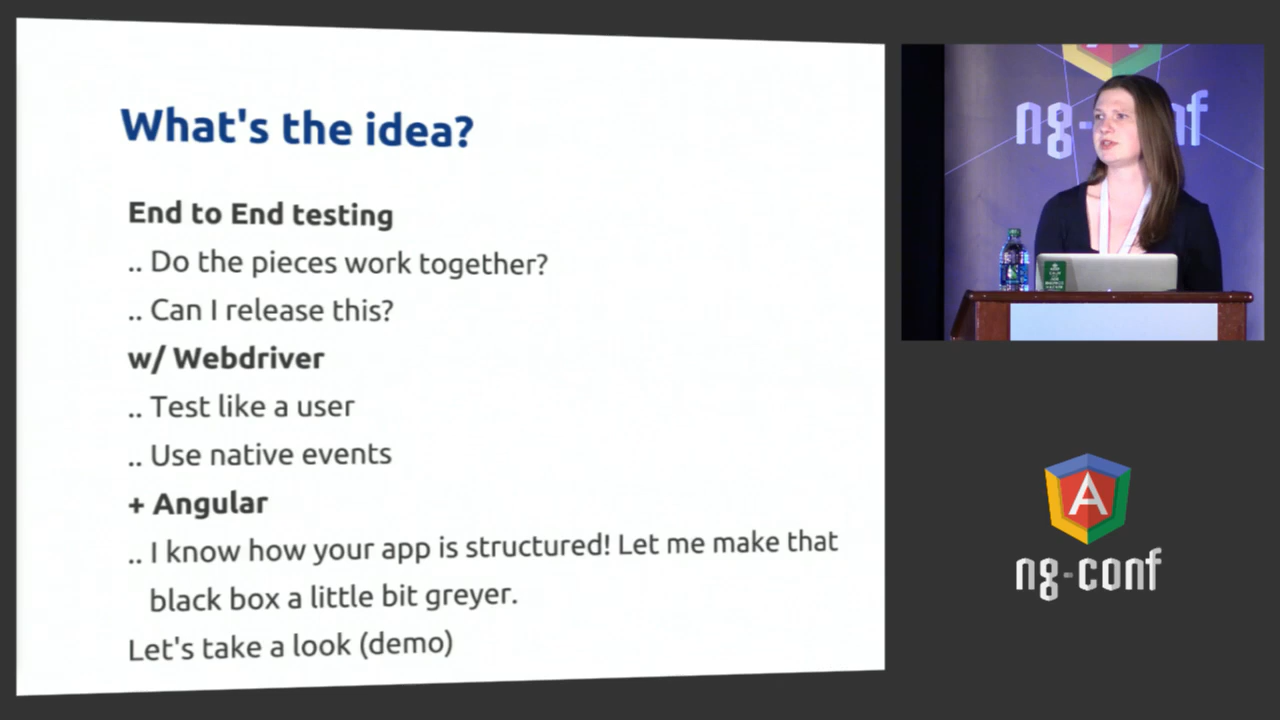 What's the idea?
End to End testing
.. Do the pieces work together?
.. Can I release this?
w/ Webdriver
.. Test like a user
.. Use native events
+ Angular
.. I know how your app is structured! Let me make that
black box a little bit greyer.
Let's take a look (demo)
ng-conf
A
ng-conf